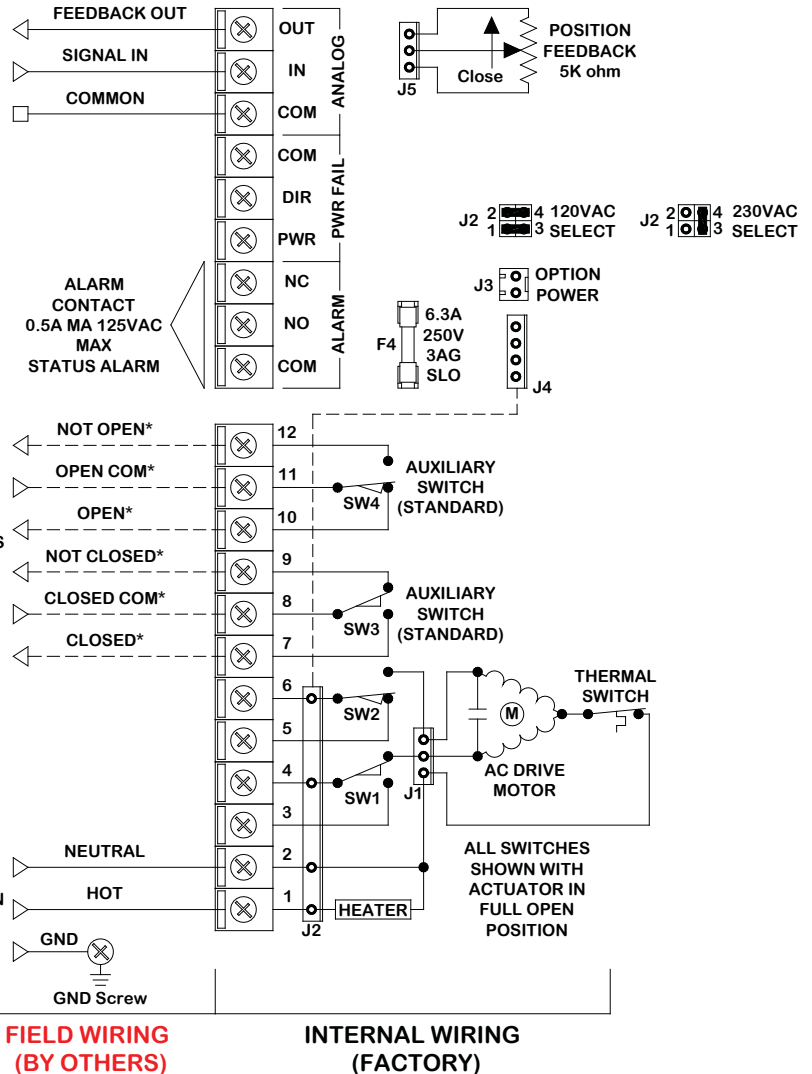 FEEDBACK OUT
SIGNAL IN
COMMON
OUT
IN
COM
ANALOG
COM
DIR
PWR
PWR FAIL
NC
NO
COM
ALARM
ALARM
CONTACT
0.5A MA 125VAC
MAX
STATUS ALARM
J5
Close
POSITION
FEEDBACK
5K ohm
J2
2
1
4
3
120VAC
SELECT
J2
2
1
4
3
230VAC
SELECT
J3
OPTION
POWER
F4
6.3A
250V
3AG
SLO
J4
NOT OPEN*
12
OPEN COM*
11
OPEN*
10
S
NOT CLOSED*
9
CLOSED COM*
8
CLOSED*
7
6
5
4
3
NEUTRAL
2
HOT
1
N
GND
GND Screw
SW4
AUXILIARY
SWITCH
(STANDARD)
SW3
AUXILIARY
SWITCH
(STANDARD)
SW2
SW1
J1
J2
HEATER
M
AC DRIVE
MOTOR
THERMAL
SWITCH
ALL SWITCHES
SHOWN WITH
ACTUATOR IN
FULL OPEN
POSITION
FIELD WIRING
(BY OTHERS)
INTERNAL WIRING
(FACTORY)